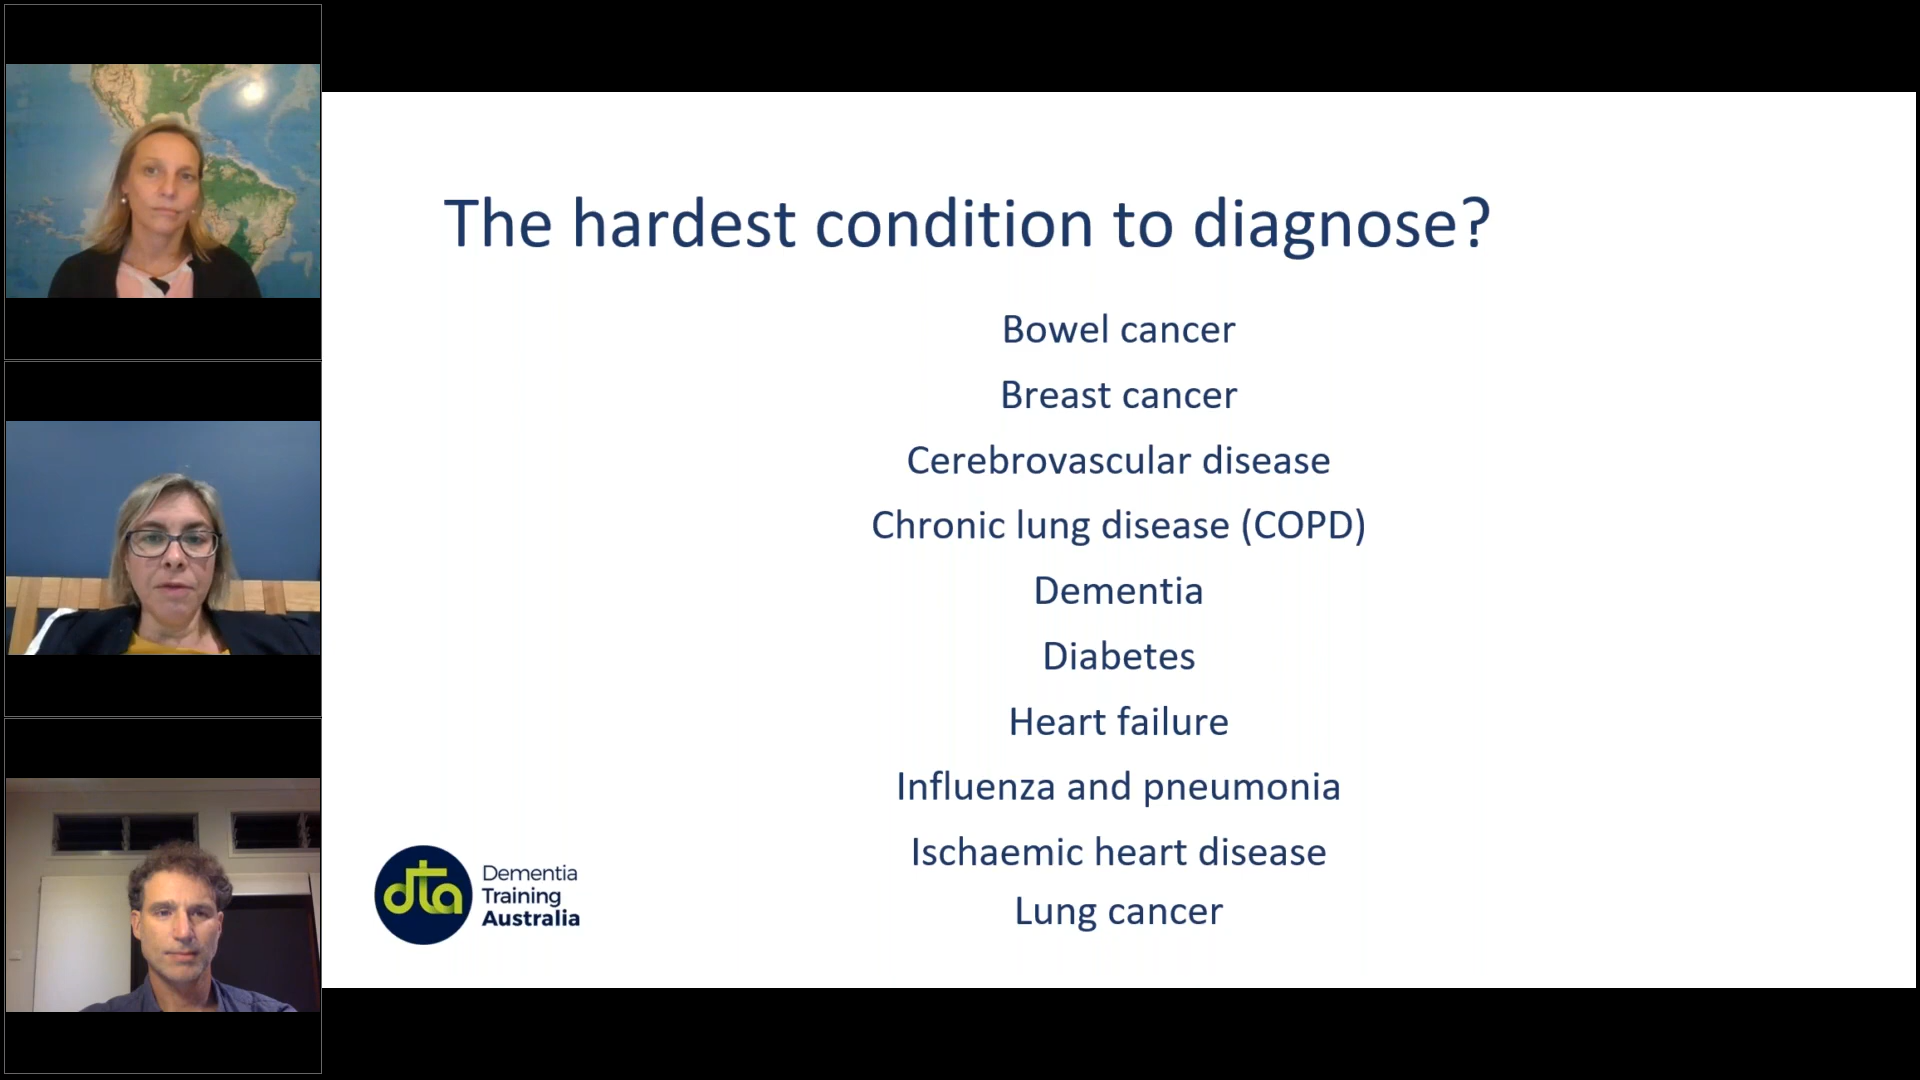 The hardest condition to diagnose?
Bowel cancer
Breast cancer
Cerebrovascular disease
Chronic lung disease (COPD)
Dementia
Diabetes
Heart failure
Influenza and pneumonia
Ischaemic heart disease
Lung cancer
dta
Dementia
Training
Australia